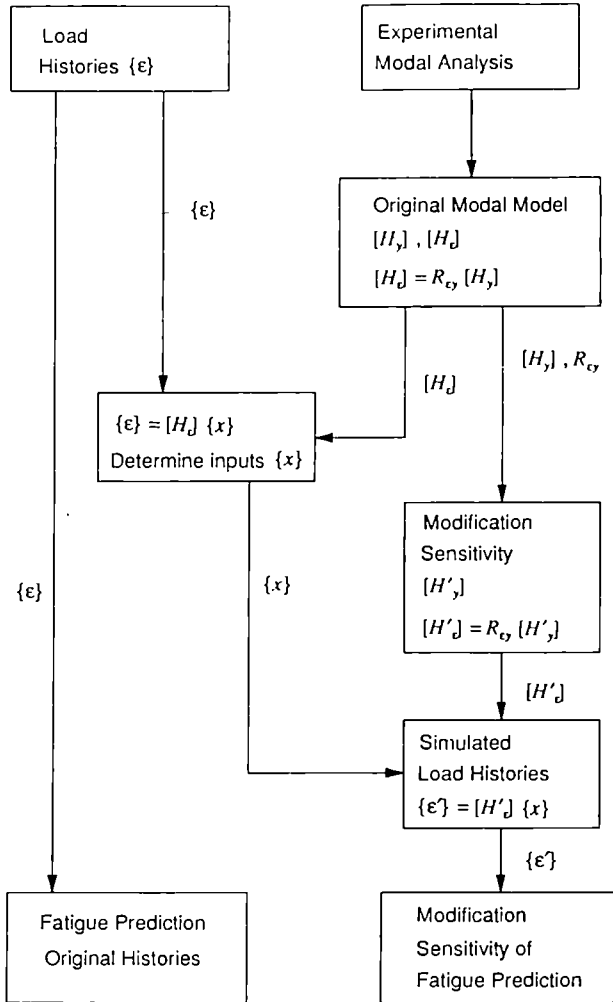 Load
Histories {ε}
Experimental
Modal Analysis
{ε}
Original Modal Model
[H_y] , [H_ε]
[H_ε] = R_εy [H_y]
[H_ε]
[H_y] , R_εy
{ε} = [H_ε] {x}
Determine inputs {x}
Modification
Sensitivity
[H'_y]
[H'_ε] = R_εy [H'_y]
{ε}
{x}
[H'_ε]
Simulated
Load Histories
{ε'} = [H'_ε] {x}
{ε'}
Fatigue Prediction
Original Histories
Modification
Sensitivity of
Fatigue Prediction